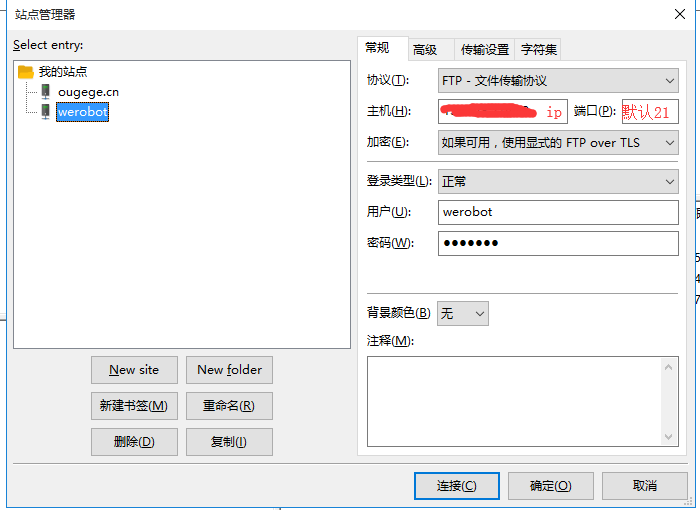 站点管理器
Select entry:
我的站点
ougege.cn
werobot
New site
New folder
新建书签(M)
重命名(R)
删除(D)
复制(I)
常规
高级
传输设置
字符集
协议(T):
FTP - 文件传输协议
主机(H):
ip
端口(P):
默认21
加密(E):
如果可用，使用显式的 FTP over TLS
登录类型(L):
正常
用户(U):
werobot
密码(W):
●●●●●●●
背景颜色(B)
无
注释(M):
连接(C)
确定(O)
取消